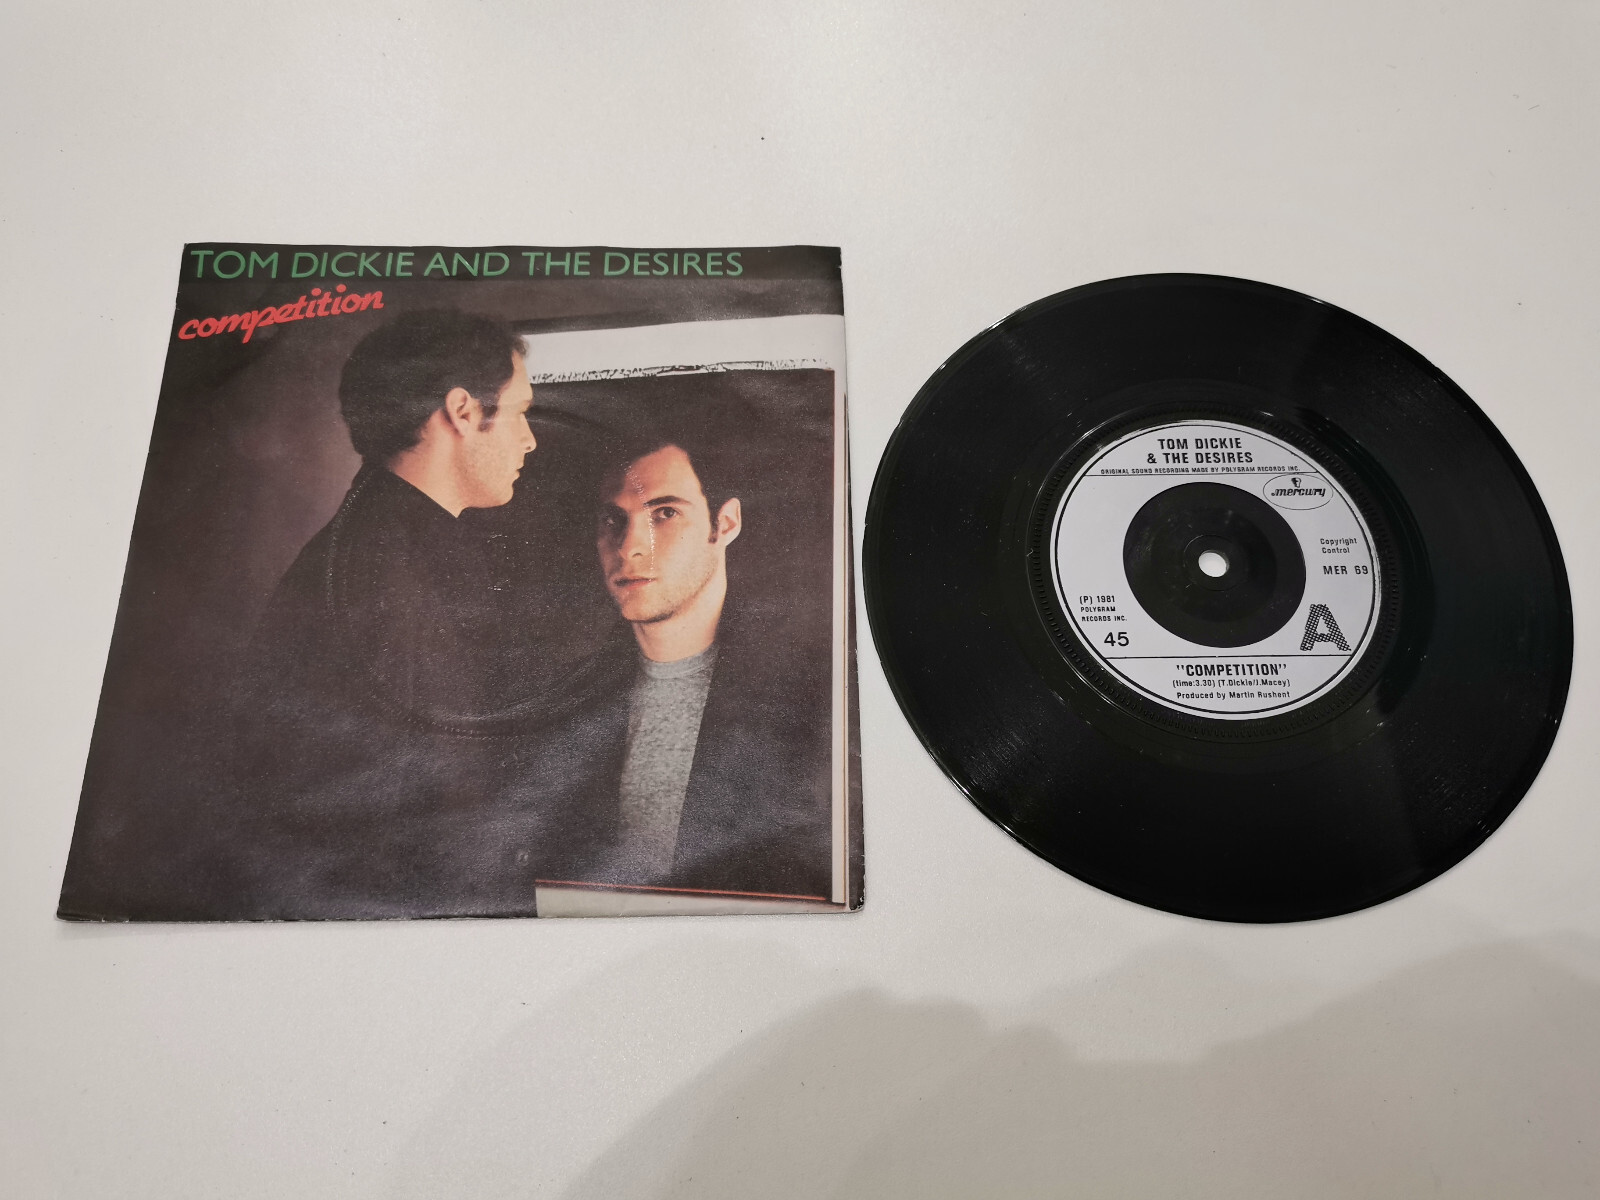 TOM DICKIE AND THE DESIRES
competition
TOM DICKIE
& THE DESIRES
ORIGINAL SOUND RECORDING MADE BY POLYGRAM RECORDS INC.
mercury
Copyright
Control
MER 69
(P) 1981
POLYGRAM
RECORDS INC.
45
A
"COMPETITION"
(time:3.30) (T.Dickie/J.Macey)
Produced by Martin Rushent